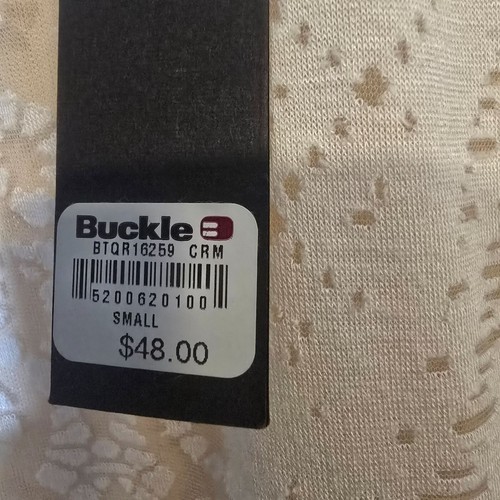 Buckle B
BTQR16259 CRM
5200620100
SMALL
$48.00